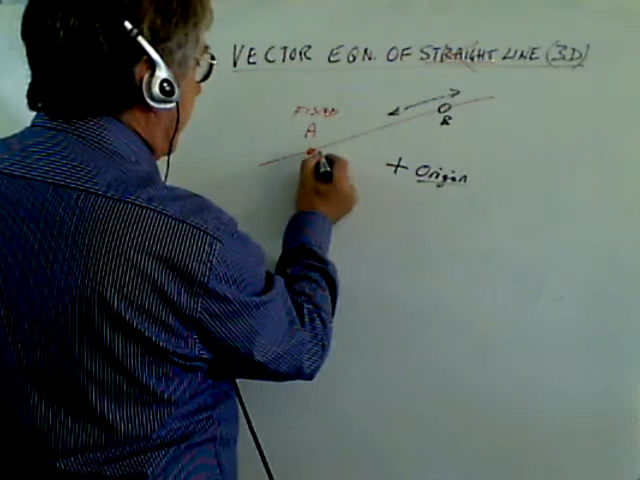 VECTOR EQN. OF STRAIGHT LINE (3D)
FIXED
A
R
+ Origin